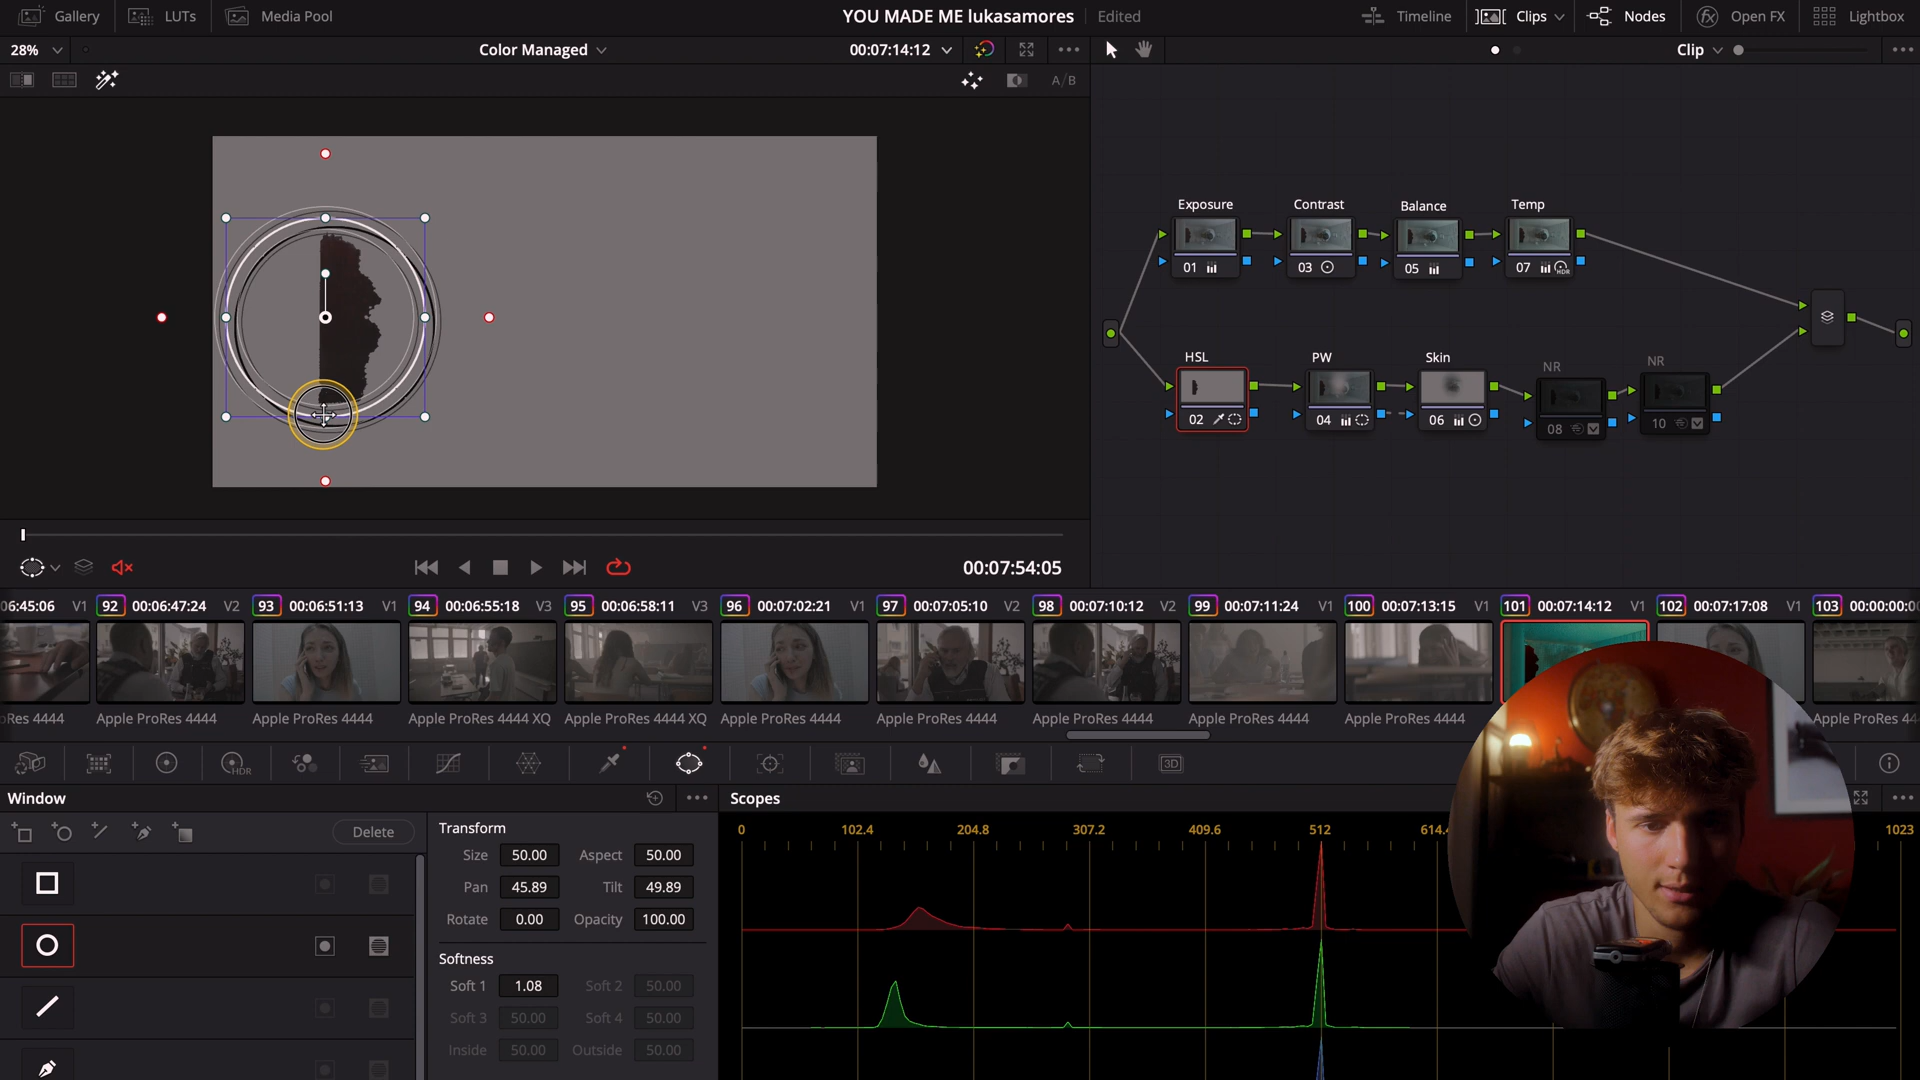 Gallery LUTs Media Pool YOU MADE ME lukasamores Edited Timeline Clips Nodes Open FX Lightbox
28% Color Managed 00:07:14:12 Clip
A/B
Exposure Contrast Balance Temp
01 03 05 07 HDR
HSL PW Skin NR NR
02 04 06 08 10
00:07:54:05
6:45:06 V1 92 00:06:47:24 V2 93 00:06:51:13 V1 94 00:06:55:18 V3 95 00:06:58:11 V3 96 00:07:02:21 V1 97 00:07:05:10 V2 98 00:07:10:12 V2 99 00:07:11:24 V1 100 00:07:13:15 V1 101 00:07:14:12 V1 102 00:07:17:08 V1 103 00:00:00:0
Res 4444 Apple ProRes 4444 Apple ProRes 4444 Apple ProRes 4444 XQ Apple ProRes 4444 XQ Apple ProRes 4444 Apple ProRes 4444 Apple ProRes 4444 Apple ProRes 4444 Apple ProRes 4444 Apple ProRes 444
HDR 3D
Window Scopes
Delete
Transform
Size 50.00 Aspect 50.00
Pan 45.89 Tilt 49.89
Rotate 0.00 Opacity 100.00
Softness
Soft 1 1.08 Soft 2 50.00
Soft 3 50.00 Soft 4 50.00
Inside 50.00 Outside 50.00
0 102.4 204.8 307.2 409.6 512 614.4 1023